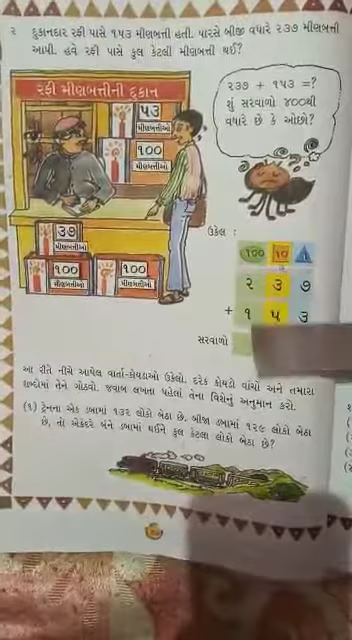 ૨ દુકાનદાર રફી પાસે ૧૫૩ મીણબત્તી હતી. પારસે બીજી વધારે ૨૩૭ મીણબત્તી
આપી. હવે રફી પાસે કુલ કેટલી મીણબત્તી થઈ?
રફી મીણબત્તીની દુકાન
૫૩
મીણબત્તીઓ
૧૦૦
મીણબત્તીઓ
૨૩૭ + ૧૫૩ =?
શું સરવાળો ૪૦૦થી
વધારે છે કે ઓછો?
૩૭
મીણબત્તીઓ
૧૦૦
મીણબત્તીઓ
૧૦૦
મીણબત્તીઓ
ઉકેલ :
૧૦૦ ૧૦ ૧
૨ ૩ ૭
+ ૧ ૫ ૩
સરવાળો
આ રીતે નીચે આપેલ વાર્તા-કોયડાઓ ઉકેલો. દરેક કોયડો વાંચો અને તમારા
શબ્દોમાં તેને ગોઠવો. જવાબ લખતા પહેલાં તેના વિશેનું અનુમાન કરો.
(૧) ટ્રેનના એક ડબામાં ૧૩૨ લોકો બેઠા છે. બીજા ડબામાં ૧૨૯ લોકો બેઠા
છે, તો એકંદરે બંને ડબામાં થઈને કુલ કેટલા લોકો બેઠા છે?